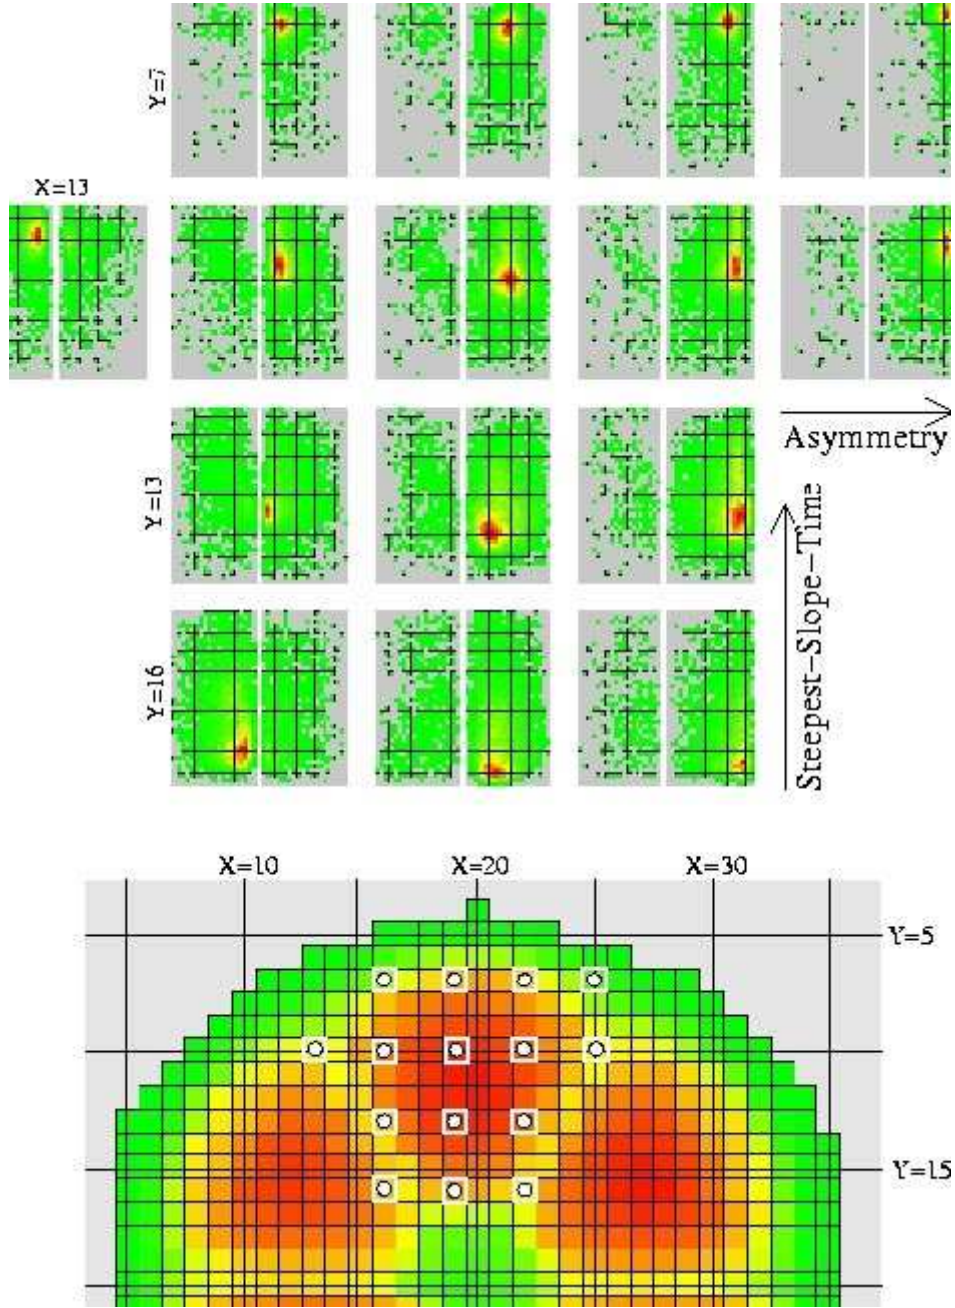 Y=7
X=13
Asymmetry
Y=13
Steepest-Slope-Time
Y=16
X=10 X=20 X=30
Y=5
Y=15